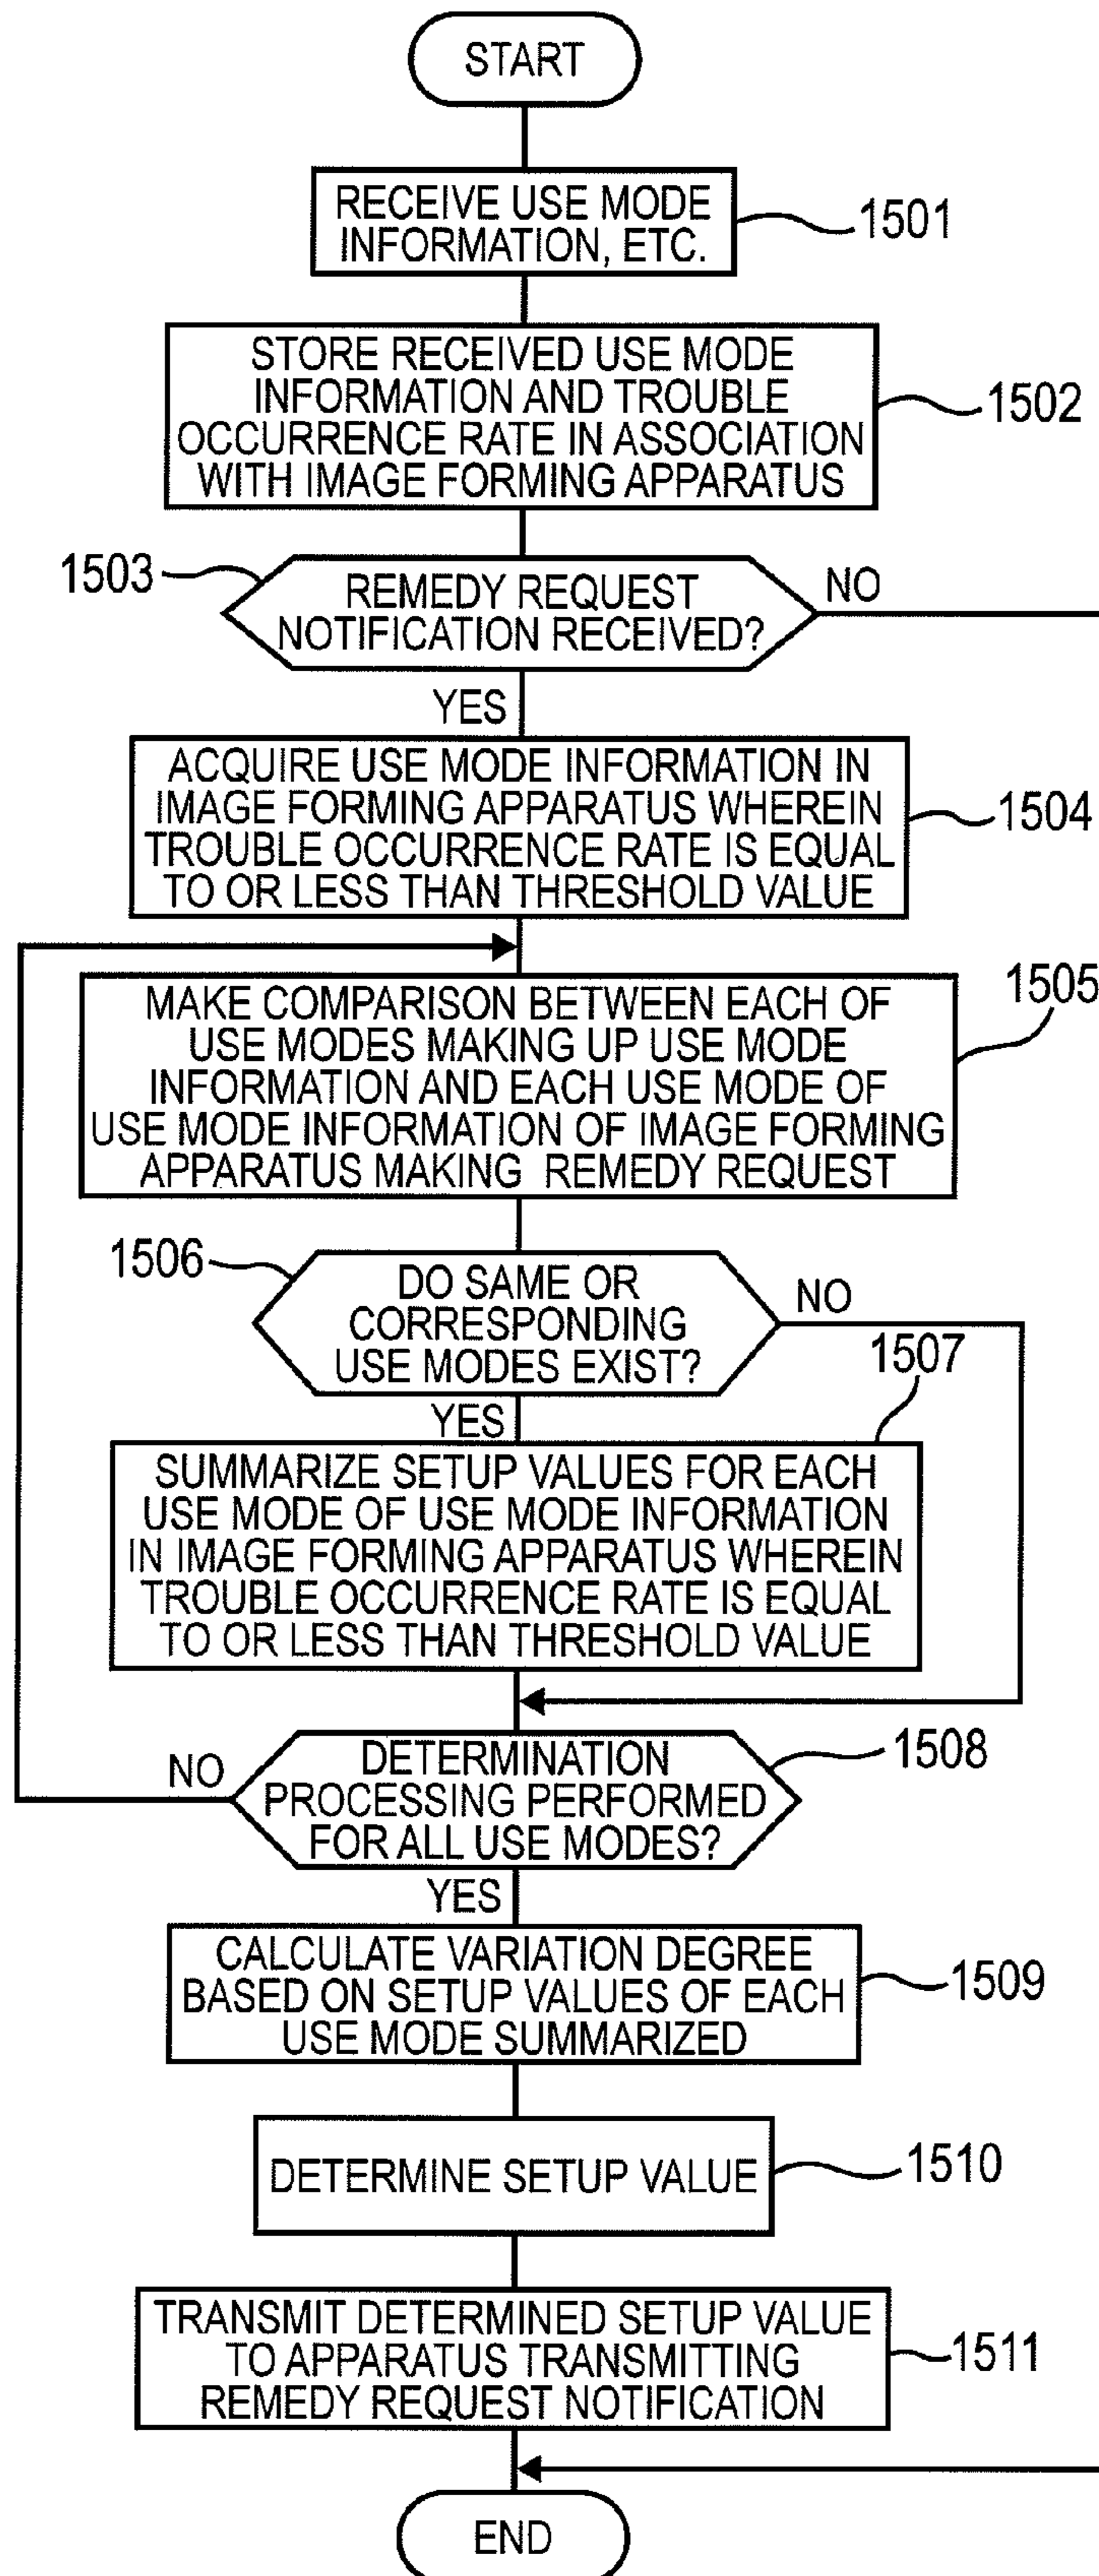 START
RECEIVE USE MODE
INFORMATION, ETC.
1501
STORE RECEIVED USE MODE
INFORMATION AND TROUBLE
OCCURRENCE RATE IN ASSOCIATION
WITH IMAGE FORMING APPARATUS
1502
1503
REMEDY REQUEST
NOTIFICATION RECEIVED?
NO
YES
ACQUIRE USE MODE INFORMATION IN
IMAGE FORMING APPARATUS WHEREIN
TROUBLE OCCURRENCE RATE IS EQUAL
TO OR LESS THAN THRESHOLD VALUE
1504
1505
MAKE COMPARISON BETWEEN EACH OF
USE MODES MAKING UP USE MODE
INFORMATION AND EACH USE MODE OF
USE MODE INFORMATION OF IMAGE FORMING
APPARATUS MAKING REMEDY REQUEST
1506
DO SAME OR
CORRESPONDING
USE MODES EXIST?
NO
YES
1507
SUMMARIZE SETUP VALUES FOR EACH
USE MODE OF USE MODE INFORMATION
IN IMAGE FORMING APPARATUS WHEREIN
TROUBLE OCCURRENCE RATE IS EQUAL
TO OR LESS THAN THRESHOLD VALUE
NO
DETERMINATION
PROCESSING PERFORMED
FOR ALL USE MODES?
1508
YES
CALCULATE VARIATION DEGREE
BASED ON SETUP VALUES OF EACH
USE MODE SUMMARIZED
1509
DETERMINE SETUP VALUE
1510
TRANSMIT DETERMINED SETUP VALUE
TO APPARATUS TRANSMITTING
REMEDY REQUEST NOTIFICATION
1511
END